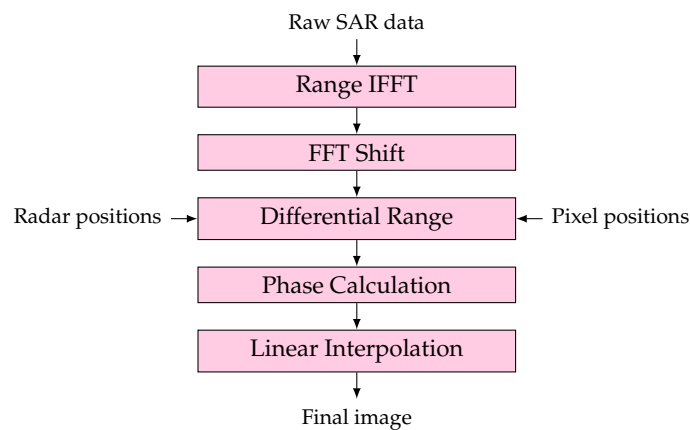 Raw SAR data
Range IFFT
FFT Shift
Radar positions
Differential Range
Pixel positions
Phase Calculation
Linear Interpolation
Final image